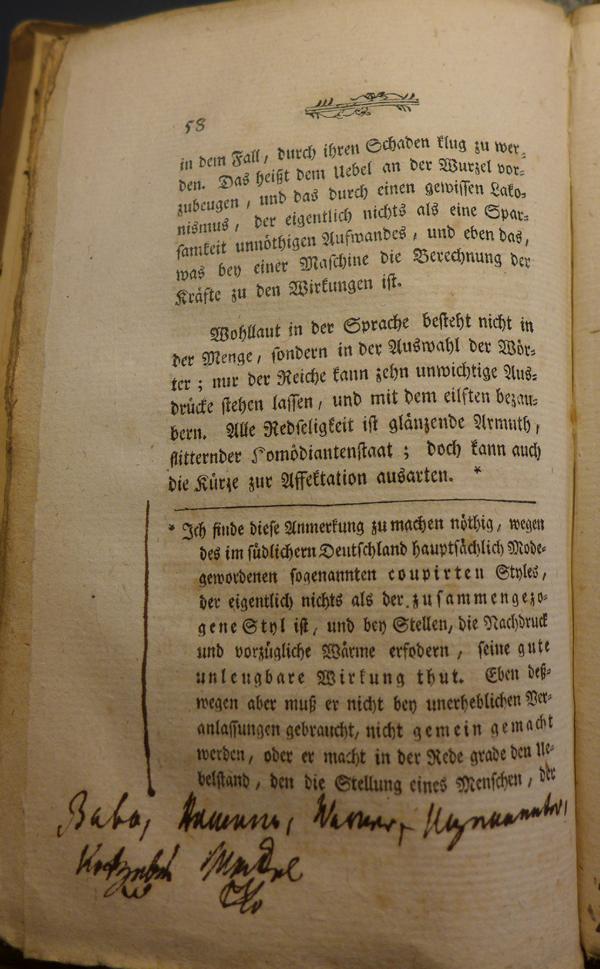 58
in dem Fall, durch ihren Schaden klug zu wer-
den. Das heißt dem Uebel an der Wurzel vor-
zubeugen, und das durch einen gewissen Lako-
nismus, der eigentlich nichts als eine Spar-
samkeit unnöthigen Aufwandes, und eben das,
was bey einer Maschine die Berechnung der
Kräfte zu den Wirkungen ist.
Wohllaut in der Sprache besteht nicht in
der Menge, sondern in der Auswahl der Wör-
ter; nur der Reiche kann zehn unwichtige Aus-
drücke stehen lassen, und mit dem eilften bezau-
bern. Alle Redseligkeit ist glänzende Armuth,
flitternder Komödiantenstaat; doch kann auch
die Kürze zur Affektation ausarten. *
* Ich finde diese Anmerkung zu machen nöthig, wegen
des im südlichern Deutschland hauptsächlich Mode-
gewordenen sogenannten coupirten Styles,
der eigentlich nichts als der zusammengezo-
gene Styl ist, und bey Stellen, die Nachdruck
und vorzügliche Wärme erfodern, seine gute
unleugbare Wirkung thut. Eben deß-
wegen aber muß er nicht bey unerheblichen Ver-
anlassungen gebraucht, nicht gemein gemacht
werden, oder er macht in der Rede grade den Ue-
belstand, den die Stellung eines Menschen, der
Babo,
Kotzebue